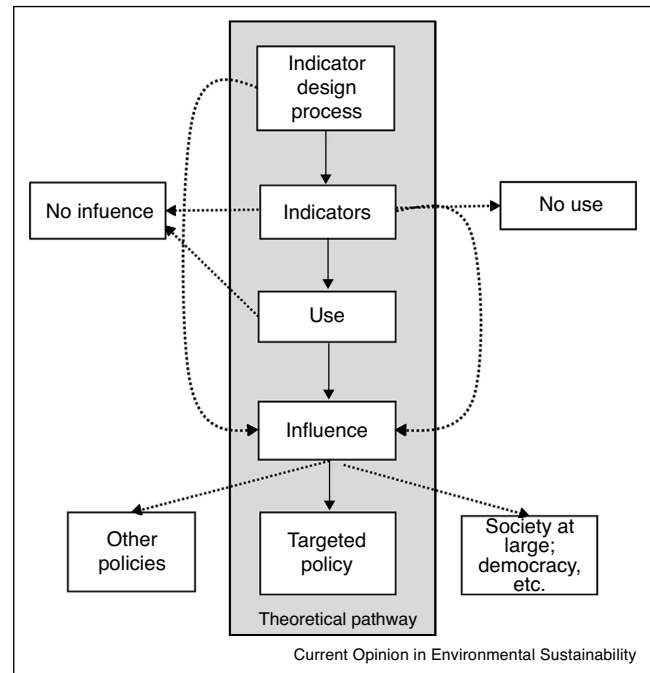 Indicator
design
process
No infuence
Indicators
No use
Use
Influence
Other
policies
Targeted
policy
Society at
large;
democracy,
etc.
Theoretical pathway
Current Opinion in Environmental Sustainability